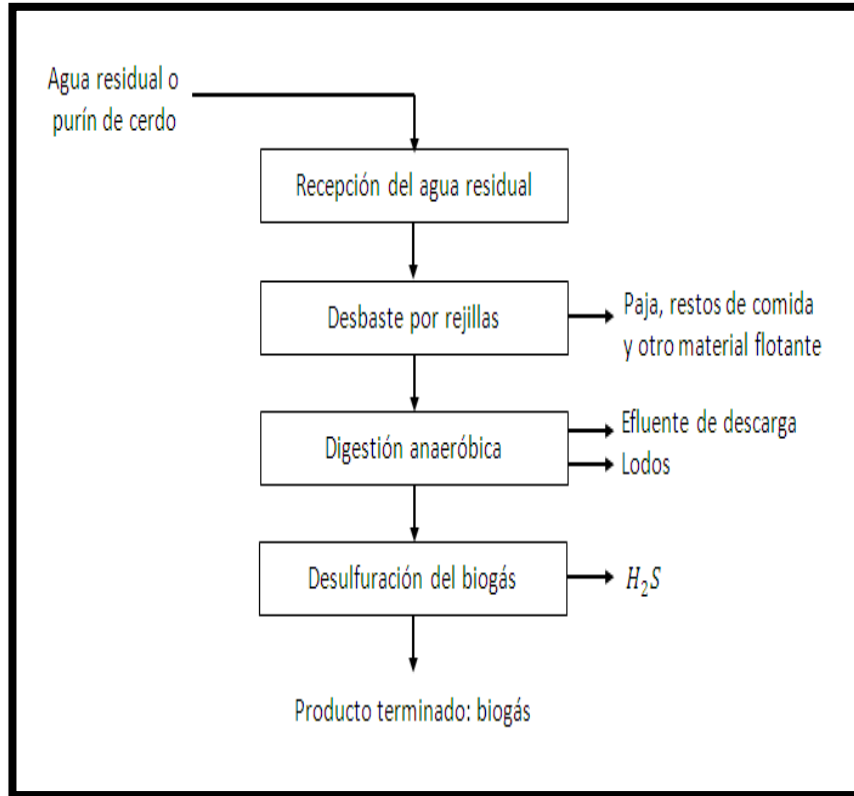 Agua residual o
purín de cerdo
Recepción del agua residual
Desbaste por rejillas
Paja, restos de comida
y otro material flotante
Digestión anaeróbica
Efluente de descarga
Lodos
Desulfuración del biogás
H₂S
Producto terminado: biogás